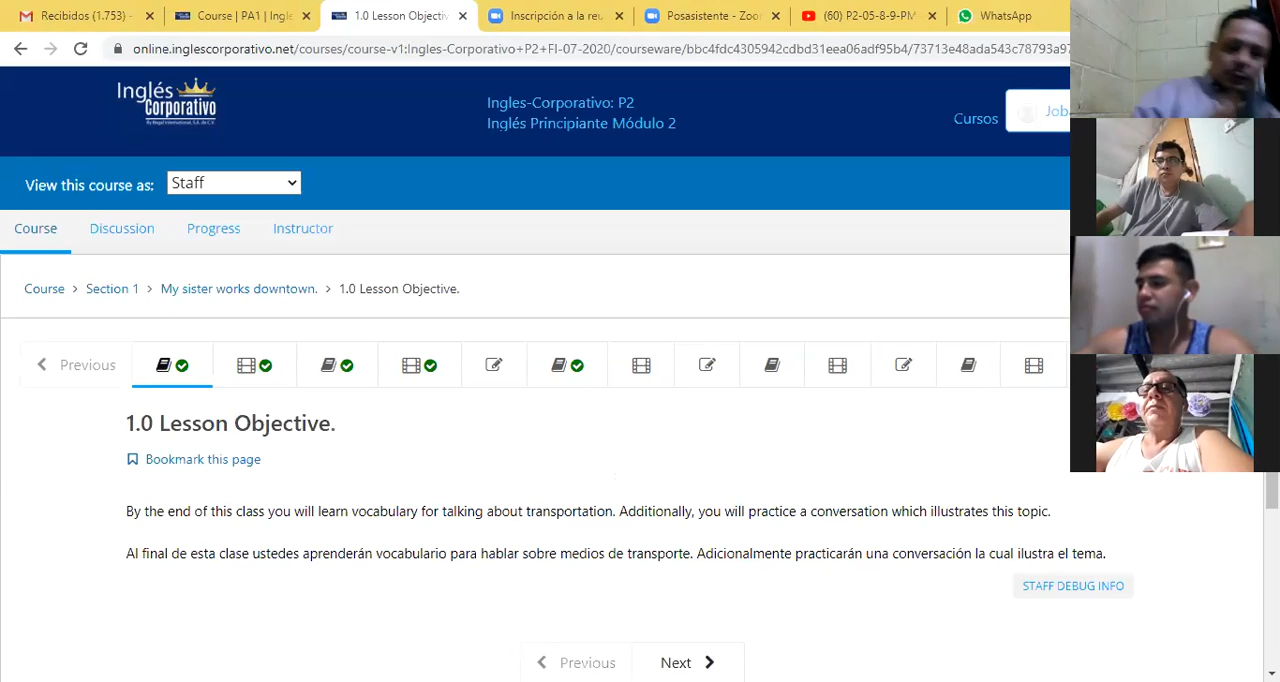 Recibidos (1.753) -
Course | PA1 | Ingle
1.0 Lesson Objectiv
Inscripción a la reu
Posasistente - Zoor
(60) P2-05-8-9-PM
WhatsApp
online.inglescorporativo.net/courses/course-v1:Ingles-Corporativo+P2+FI-07-2020/courseware/bbc4fdc4305942cdbd31eea06adf95b4/73713e48ada543c78793a97
Inglés
Corporativo
Ingles-Corporativo: P2
Inglés Principiante Módulo 2
Cursos
Job
View this course as:
Staff
Course
Discussion
Progress
Instructor
Course > Section 1 > My sister works downtown. > 1.0 Lesson Objective.
Previous
1.0 Lesson Objective.
Bookmark this page
By the end of this class you will learn vocabulary for talking about transportation. Additionally, you will practice a conversation which illustrates this topic.
Al final de esta clase ustedes aprenderán vocabulario para hablar sobre medios de transporte. Adicionalmente practicarán una conversación la cual ilustra el tema.
STAFF DEBUG INFO
Previous
Next